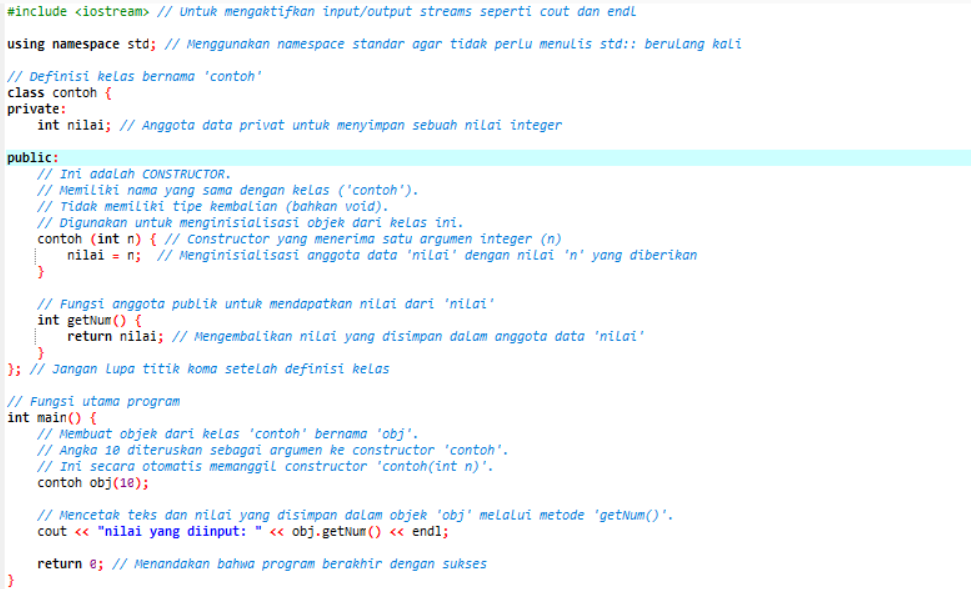 #include <iostream> // Untuk mengaktifkan input/output streams seperti cout dan endl
using namespace std; // Menggunakan namespace standar agar tidak perlu menulis std:: berulang kali
// Definisi kelas bernama 'contoh'
class contoh {
private:
    int nilai; // Anggota data privat untuk menyimpan sebuah nilai integer
public:
    // Ini adalah CONSTRUCTOR.
    // Memiliki nama yang sama dengan kelas ('contoh').
    // Tidak memiliki tipe kembalian (bahkan void).
    // Digunakan untuk menginisialisasi objek dari kelas ini.
    contoh (int n) { // Constructor yang menerima satu argumen integer (n)
        nilai = n;  // Menginisialisasi anggota data 'nilai' dengan nilai 'n' yang diberikan
    }
    // Fungsi anggota publik untuk mendapatkan nilai dari 'nilai'
    int getNum() {
        return nilai; // Mengembalikan nilai yang disimpan dalam anggota data 'nilai'
    }
}; // Jangan lupa titik koma setelah definisi kelas
// Fungsi utama program
int main() {
    // Membuat objek dari kelas 'contoh' bernama 'obj'.
    // Angka 10 diteruskan sebagai argumen ke constructor 'contoh'.
    // Ini secara otomatis memanggil constructor 'contoh(int n)'.
    contoh obj(10);
    // Mencetak teks dan nilai yang disimpan dalam objek 'obj' melalui metode 'getNum()'.
    cout << "nilai yang diinput: " << obj.getNum() << endl;
    return 0; // Menandakan bahwa program berakhir dengan sukses
}